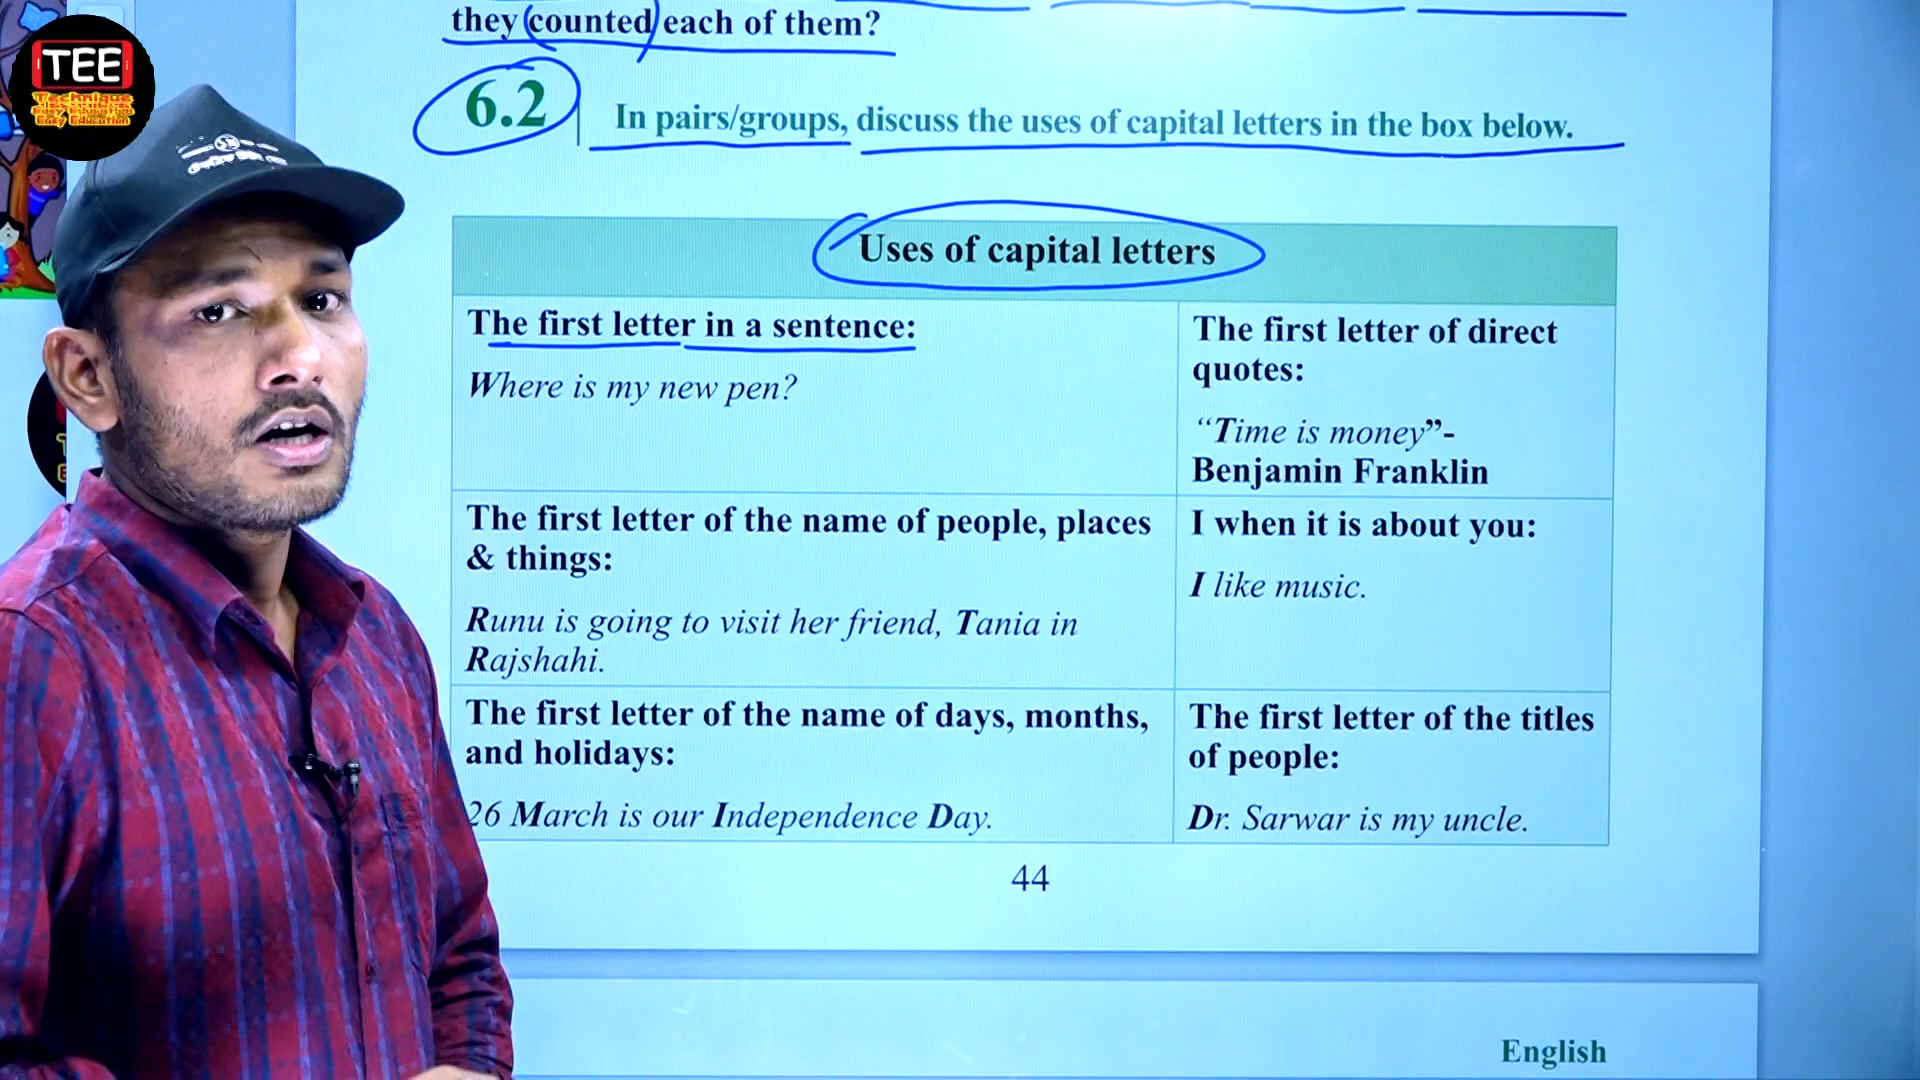 they counted each of them?
TEE
Technique
Easy Education
6.2
In pairs/groups, discuss the uses of capital letters in the box below.
Uses of capital letters
The first letter in a sentence:
Where is my new pen?
The first letter of direct
quotes:
“Time is money”-
Benjamin Franklin
The first letter of the name of people, places
& things:
Runu is going to visit her friend, Tania in
Rajshahi.
I when it is about you:
I like music.
The first letter of the name of days, months,
and holidays:
26 March is our Independence Day.
The first letter of the titles
of people:
Dr. Sarwar is my uncle.
44
English